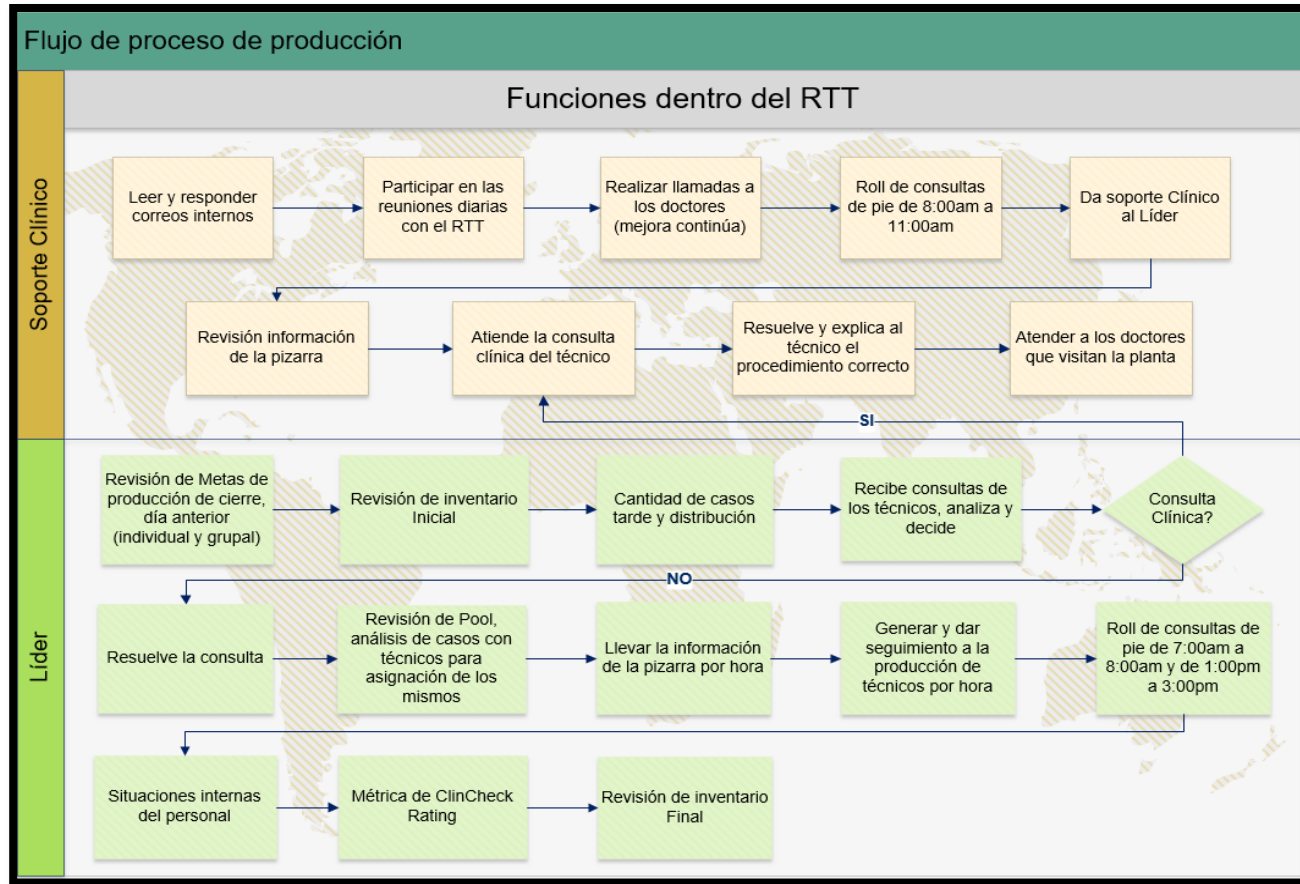 Flujo de proceso de producción
Funciones dentro del RTT
Soporte Clínico
Leer y responder
correos internos
Participar en las
reuniones diarias
con el RTT
Realizar llamadas a
los doctores
(mejora continúa)
Roll de consultas
de pie de 8:00am a
11:00am
Da soporte Clínico
al Líder
Revisión información
de la pizarra
Atiende la consulta
clínica del técnico
Resuelve y explica al
técnico el
procedimiento correcto
Atender a los doctores
que visitan la planta
SI
Líder
Revisión de Metas de
producción de cierre,
día anterior
(individual y grupal)
Revisión de inventario
Inicial
Cantidad de casos
tarde y distribución
Recibe consultas de
los técnicos, analiza y
decide
Consulta
Clínica?
NO
Resuelve la consulta
Revisión de Pool,
análisis de casos con
técnicos para
asignación de los
mismos
Llevar la información
de la pizarra por hora
Generar y dar
seguimiento a la
producción de
técnicos por hora
Roll de consultas de
pie de 7:00am a
8:00am y de 1:00pm
a 3:00pm
Situaciones internas
del personal
Métrica de ClinCheck
Rating
Revisión de inventario
Final